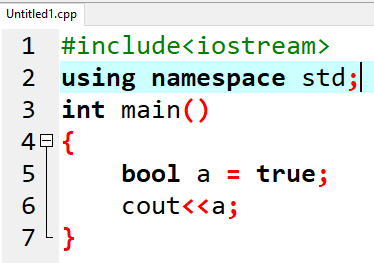 Untitled1.cpp
1 #include<iostream>
2 using namespace std;
3 int main()
4 {
5 bool a = true;
6 cout<<a;
7 }